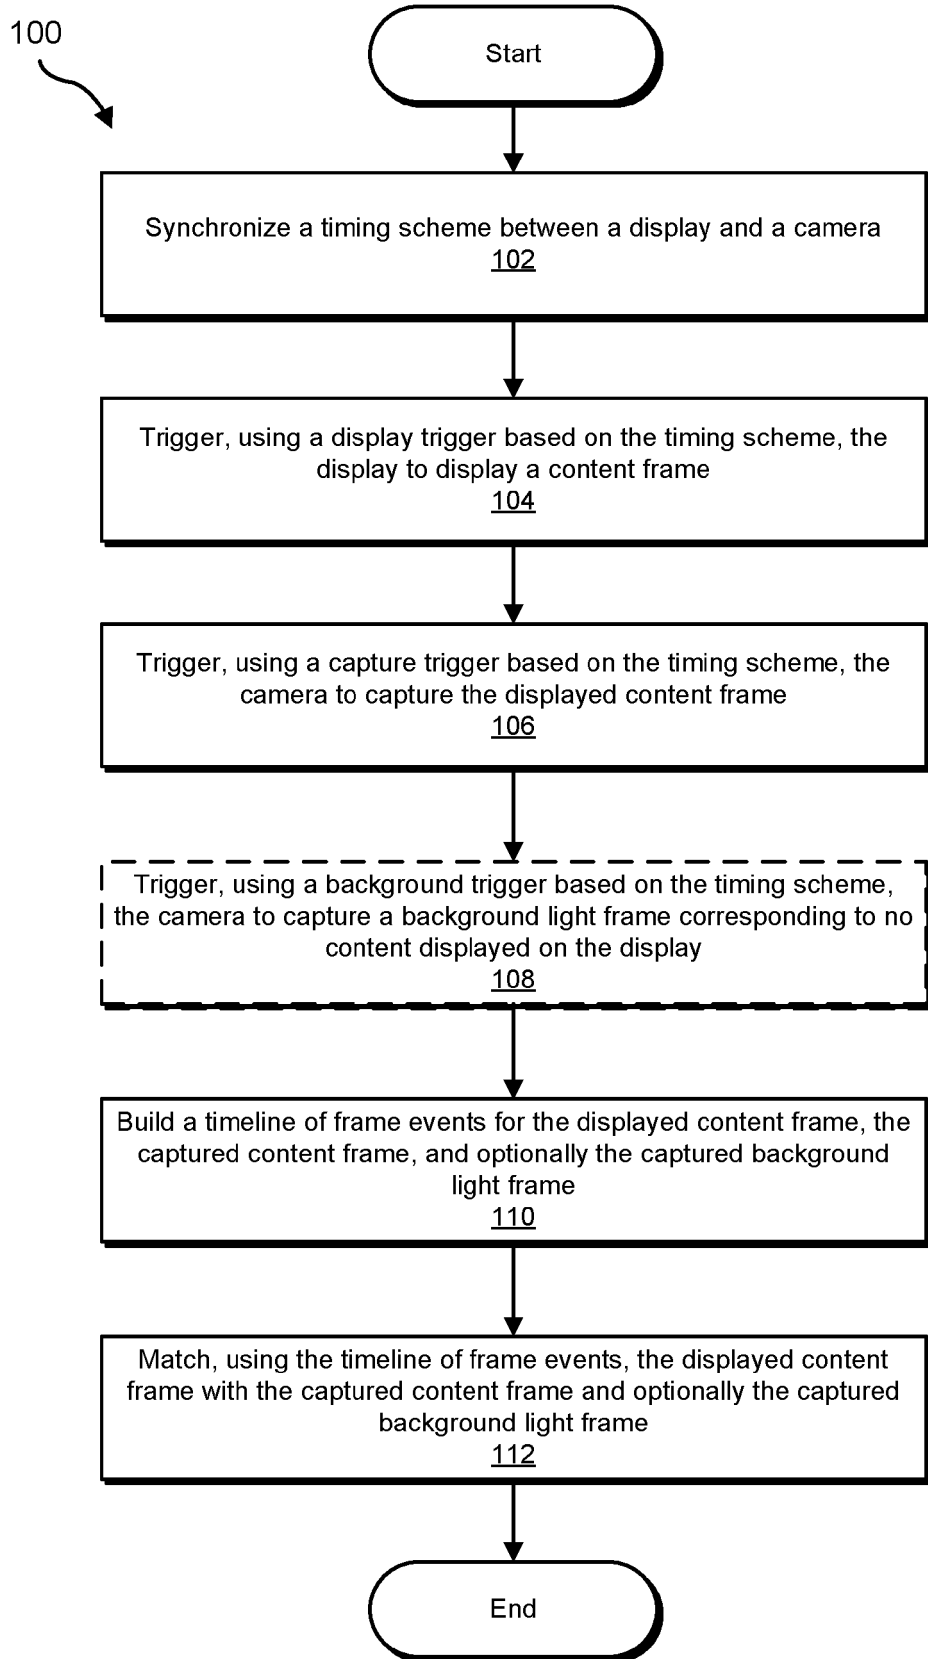 100
Start
Synchronize a timing scheme between a display and a camera
102
Trigger, using a display trigger based on the timing scheme, the
display to display a content frame
104
Trigger, using a capture trigger based on the timing scheme, the
camera to capture the displayed content frame
106
Trigger, using a background trigger based on the timing scheme,
the camera to capture a background light frame corresponding to no
content displayed on the display
108
Build a timeline of frame events for the displayed content frame, the
captured content frame, and optionally the captured background
light frame
110
Match, using the timeline of frame events, the displayed content
frame with the captured content frame and optionally the captured
background light frame
112
End